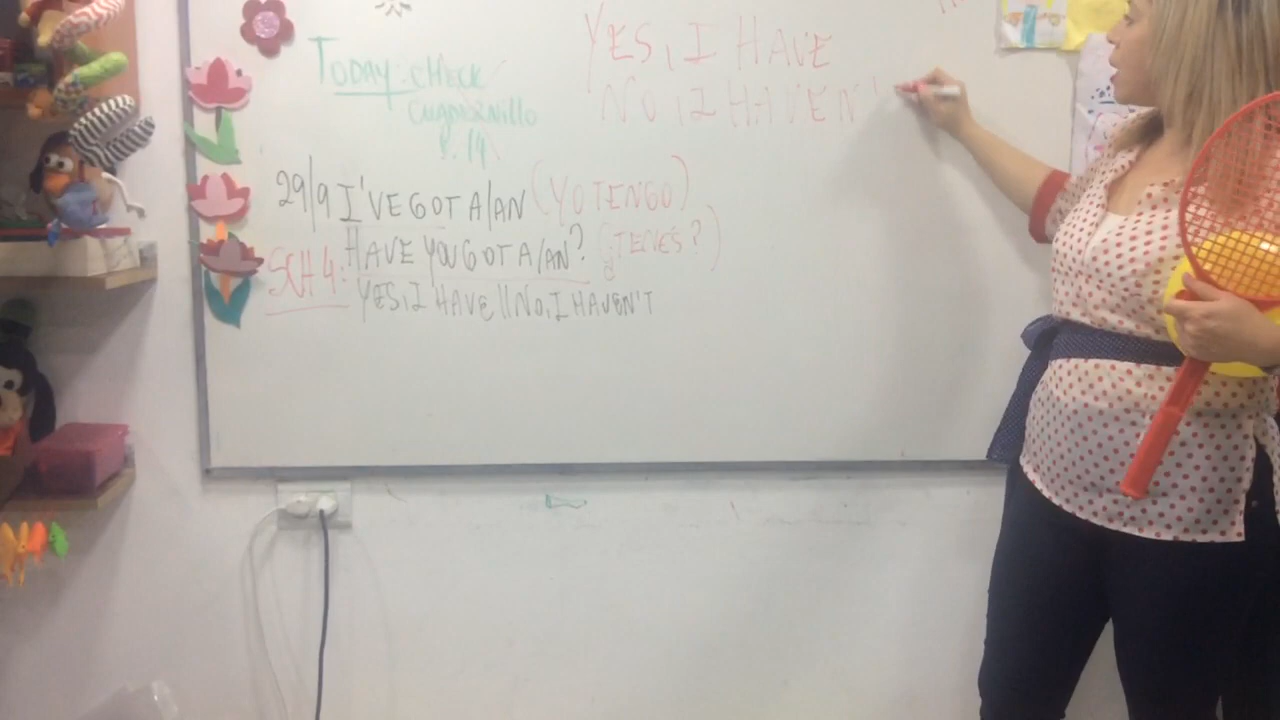 YES, I HAVE
NO, I HAVEN'
TODAY: CHECK
CUADERNILLO
P. 14
29/9 I'VE GOT A/AN (YO TENGO)
HAVE YOU GOT A/AN? (¿TENÉS?)
SCH 4: YES, I HAVE // NO, I HAVEN'T